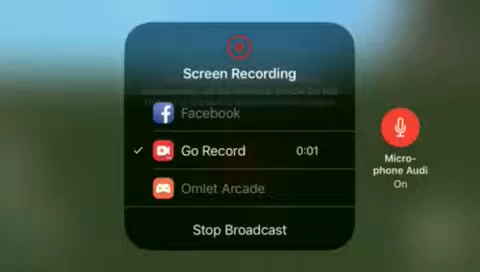 Screen Recording
Facebook
Go Record 0:01
Omlet Arcade
Stop Broadcast
Micro-
phone Audi
On